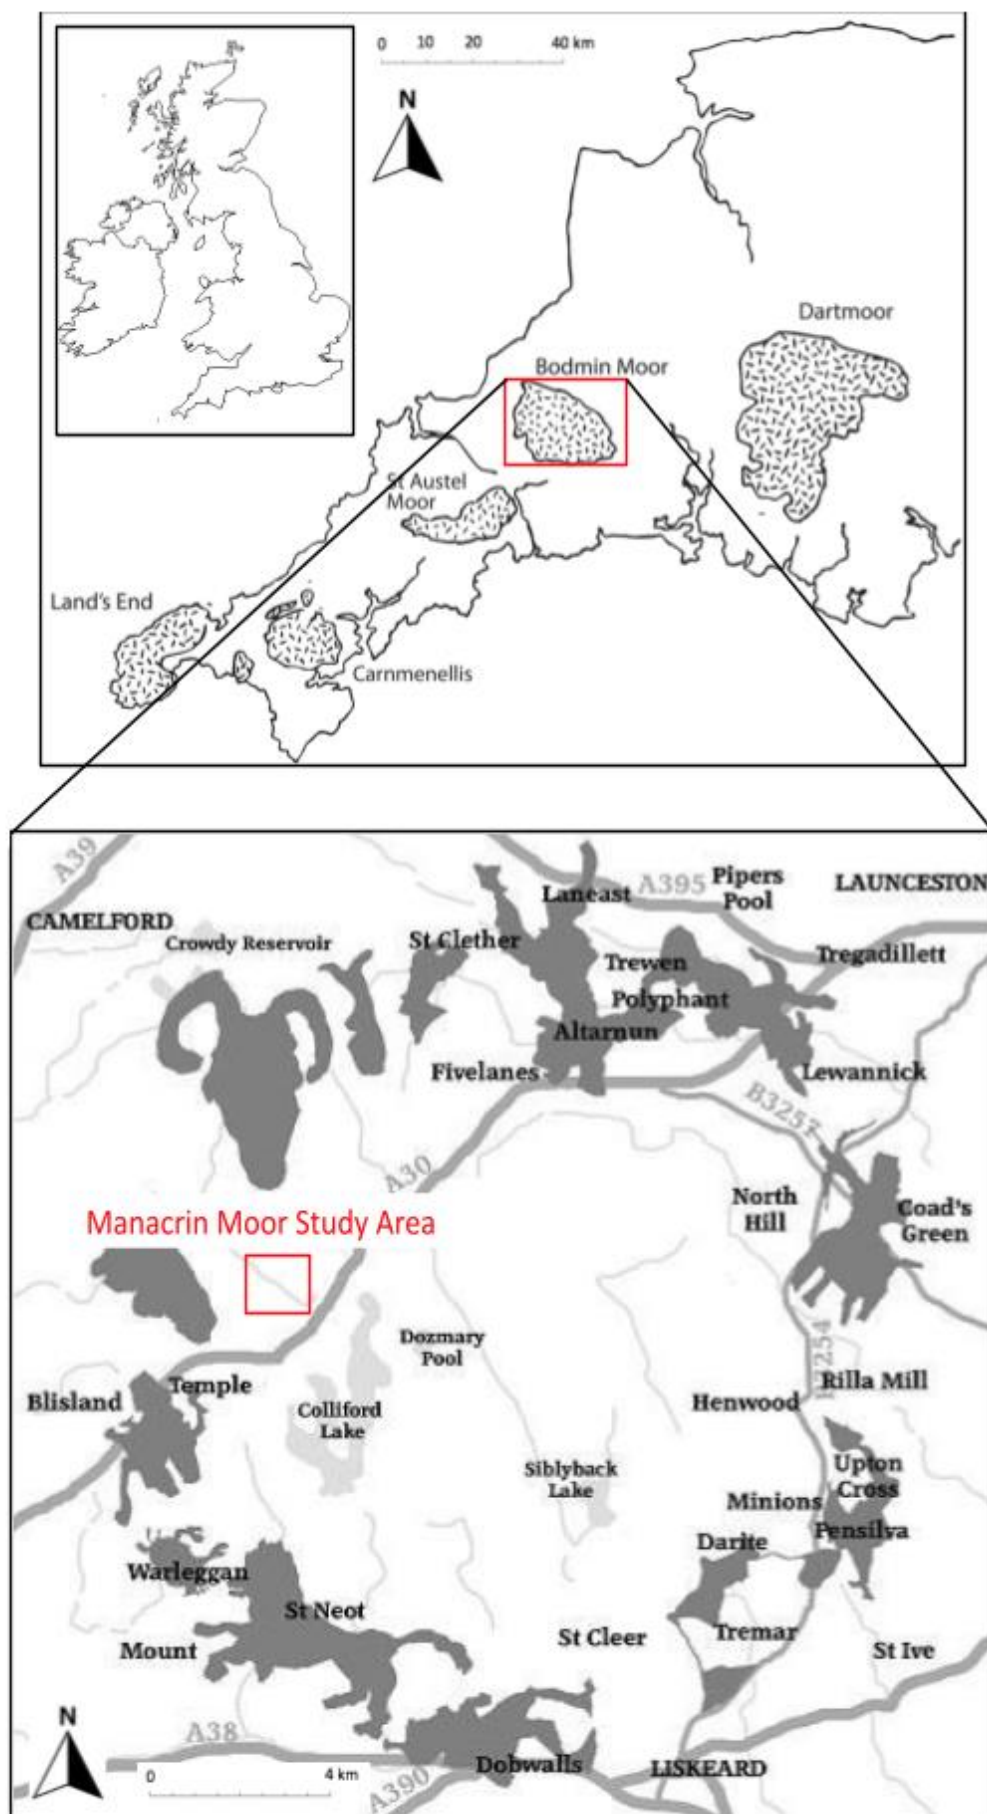 0 10 20 40 km
N
Dartmoor
Bodmin Moor
St Austel
Moor
Land's End
Carnmenellis
A39
Laneast
A395
Pipers
Pool
LAUNCESTON
CAMELFORD
Crowdy Reservoir
St Clether
Trewen
Tregadillett
Polyphant
Altarnun
Fivelanes
Lewannick
B3257
A30
North
Hill
Coad's
Green
Manacrin Moor Study Area
Dozmary
Pool
Temple
Blisland
Colliford
Lake
Rilla Mill
Henwood
Siblyback
Lake
Upton
Cross
Minions
Pensilva
Darite
Warleggan
St Neot
Mount
St Cleer
Tremar
St Ive
N
A38
Dobwalls
LISKEARD
0 4 km
A390